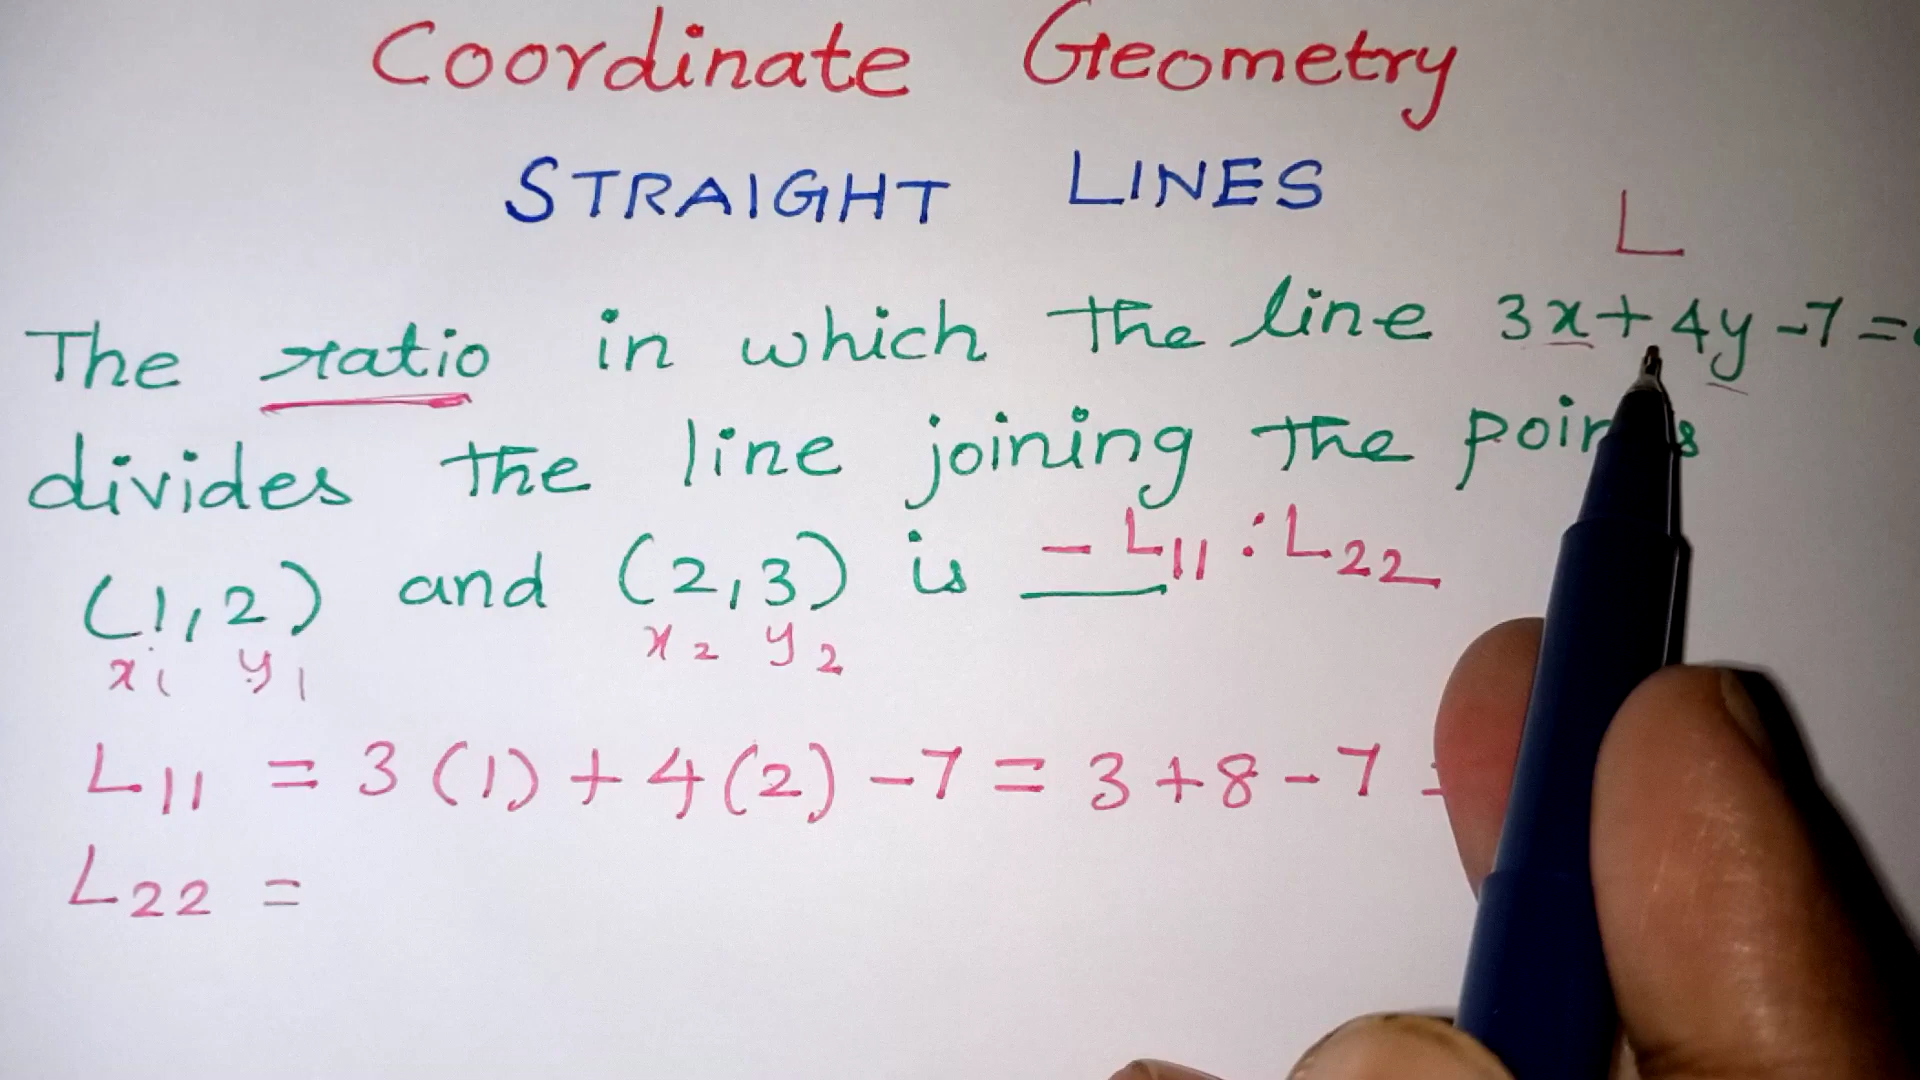 Coordinate Geometry
STRAIGHT LINES
L
The ratio in which the line 3x+4y-7=
divides the line joining the
(1,2) and (2,3) is -L11:L22
x1 y1 x2 y2
L11 = 3(1)+4(2)-7 = 3+8-7 =
L22 =